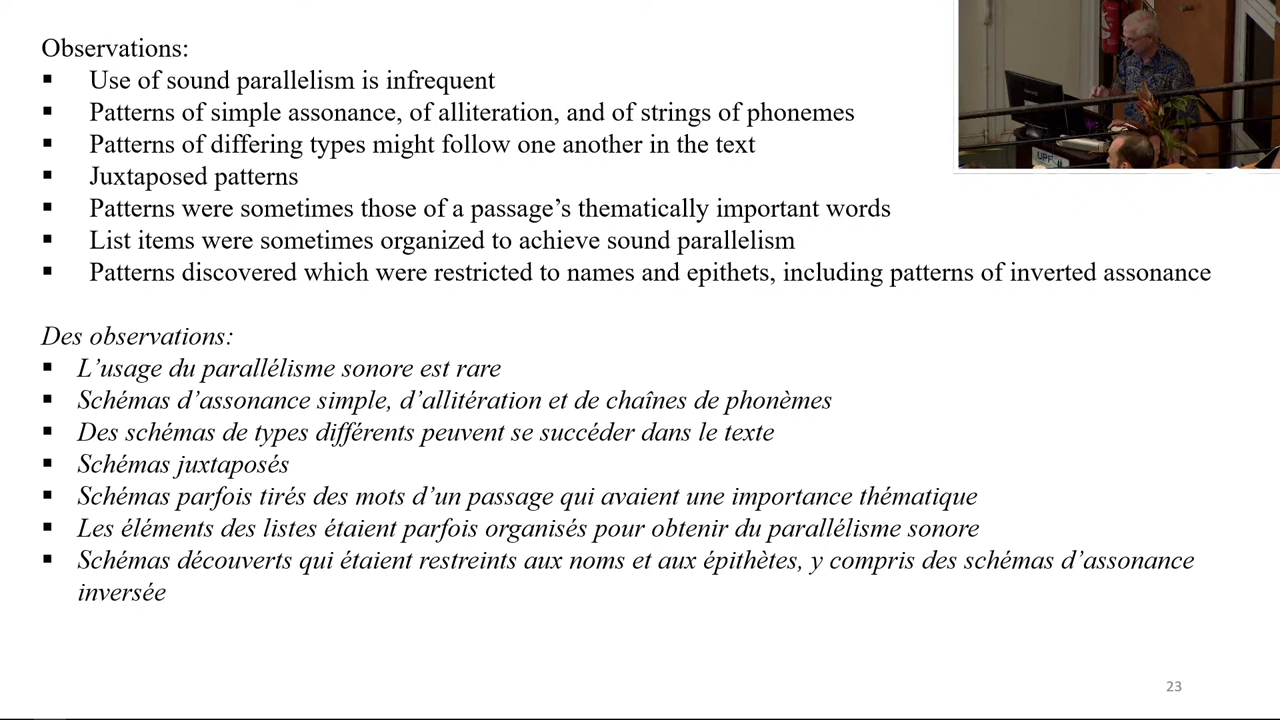 Observations:
▪ Use of sound parallelism is infrequent
▪ Patterns of simple assonance, of alliteration, and of strings of phonemes
▪ Patterns of differing types might follow one another in the text
▪ Juxtaposed patterns
▪ Patterns were sometimes those of a passage’s thematically important words
▪ List items were sometimes organized to achieve sound parallelism
▪ Patterns discovered which were restricted to names and epithets, including patterns of inverted assonance
Des observations:
▪ L’usage du parallélisme sonore est rare
▪ Schémas d’assonance simple, d’allitération et de chaînes de phonèmes
▪ Des schémas de types différents peuvent se succéder dans le texte
▪ Schémas juxtaposés
▪ Schémas parfois tirés des mots d’un passage qui avaient une importance thématique
▪ Les éléments des listes étaient parfois organisés pour obtenir du parallélisme sonore
▪ Schémas découverts qui étaient restreints aux noms et aux épithètes, y compris des schémas d’assonance
inversée
23